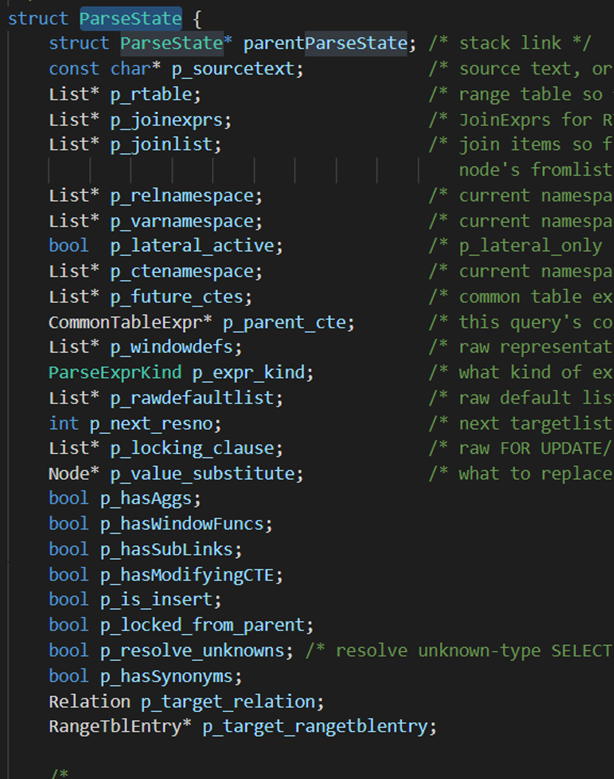 struct ParseState {
struct ParseState* parentParseState; /* stack link */
const char* p_sourcetext; /* source text, or
List* p_rtable; /* range table so
List* p_joinexprs; /* JoinExprs for R
List* p_joinlist; /* join items so f
node's fromlist
List* p_relnamespace; /* current namespa
List* p_varnamespace; /* current namespa
bool p_lateral_active; /* p_lateral_only
List* p_ctenamespace; /* current namespa
List* p_future_ctes; /* common table ex
CommonTableExpr* p_parent_cte; /* this query's co
List* p_windowdefs; /* raw representat
ParseExprKind p_expr_kind; /* what kind of ex
List* p_rawdefaultlist; /* raw default lis
int p_next_resno; /* next targetlist
List* p_locking_clause; /* raw FOR UPDATE/
Node* p_value_substitute; /* what to replace
bool p_hasAggs;
bool p_hasWindowFuncs;
bool p_hasSubLinks;
bool p_hasModifyingCTE;
bool p_is_insert;
bool p_locked_from_parent;
bool p_resolve_unknowns; /* resolve unknown-type SELECT
bool p_hasSynonyms;
Relation p_target_relation;
RangeTblEntry* p_target_rangetblentry;
/*